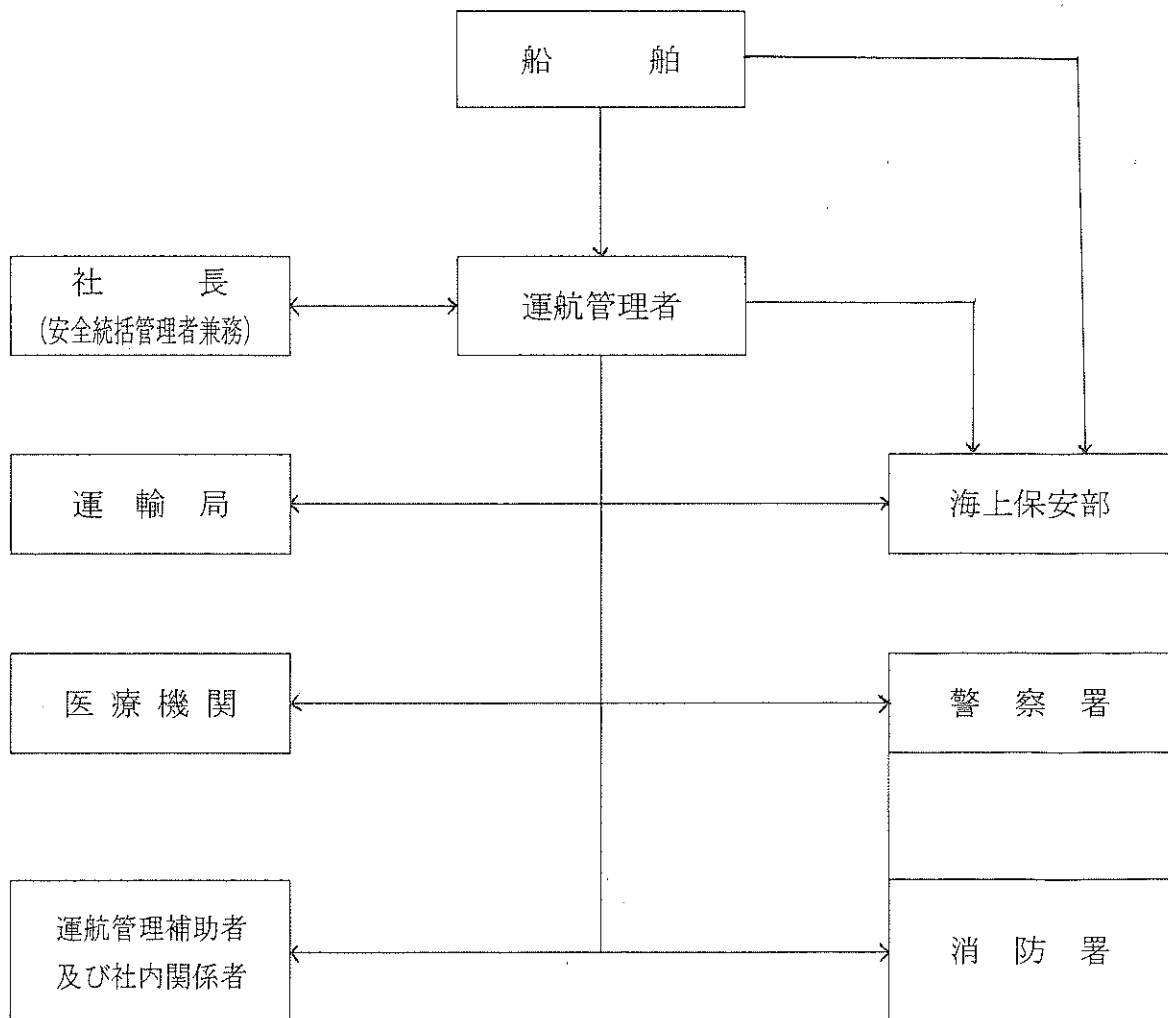 船舶
社長
(安全統括管理者兼務)
運航管理者
運輸局
海上保安部
医療機関
警察署
運航管理補助者
及び社内関係者
消防署